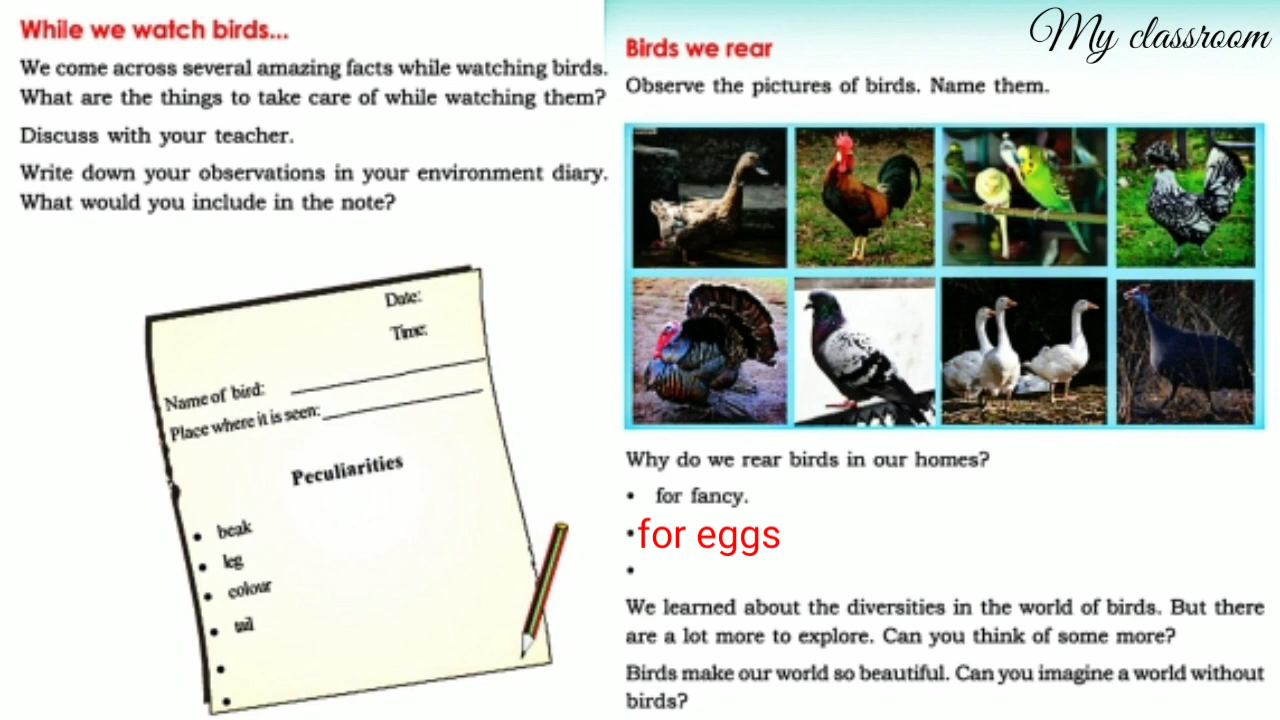 While we watch birds...
We come across several amazing facts while watching birds.
What are the things to take care of while watching them?
Discuss with your teacher.
Write down your observations in your environment diary.
What would you include in the note?
Date:
Time:
Name of bird:
Place where it is seen:
Peculiarities
• beak
• leg
• colour
• tail
•
•
My classroom
Birds we rear
Observe the pictures of birds. Name them.
Why do we rear birds in our homes?
• for fancy.
• for eggs
•
We learned about the diversities in the world of birds. But there
are a lot more to explore. Can you think of some more?
Birds make our world so beautiful. Can you imagine a world without
birds?